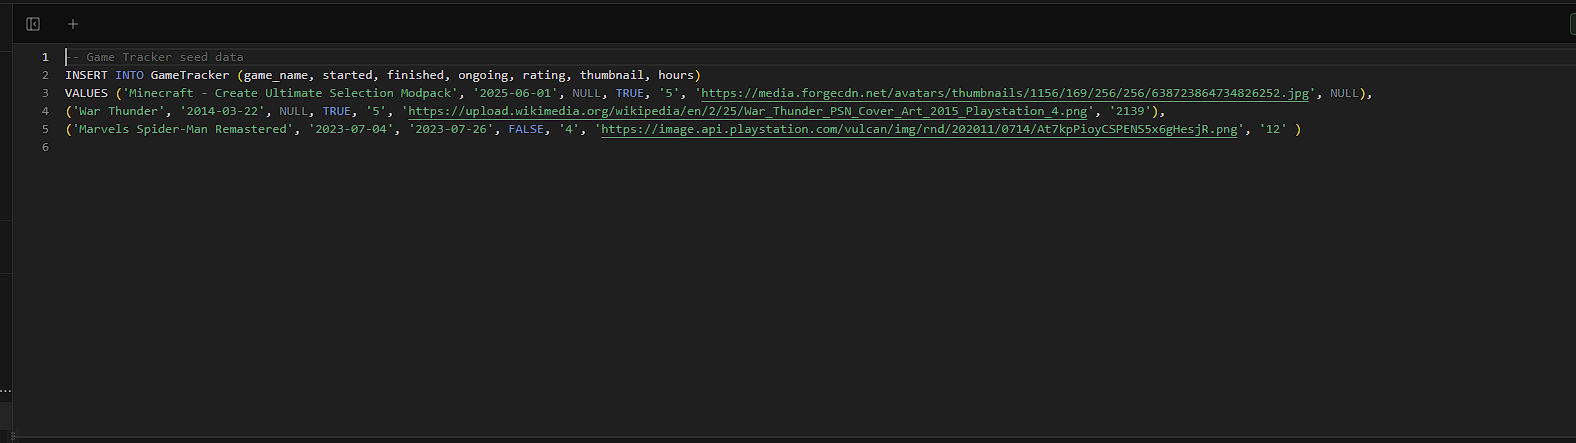 1 -- Game Tracker seed data
2 INSERT INTO GameTracker (game_name, started, finished, ongoing, rating, thumbnail, hours)
3 VALUES ('Minecraft - Create Ultimate Selection Modpack', '2025-06-01', NULL, TRUE, '5', 'https://media.forgecdn.net/avatars/thumbnails/1156/169/256/256/638723864734826252.jpg', NULL),
4 ('War Thunder', '2014-03-22', NULL, TRUE, '5', 'https://upload.wikimedia.org/wikipedia/en/2/25/War_Thunder_PSN_Cover_Art_2015_Playstation_4.png', '2139'),
5 ('Marvels Spider-Man Remastered', '2023-07-04', '2023-07-26', FALSE, '4', 'https://image.api.playstation.com/vulcan/img/rnd/202011/0714/At7kpPioyCSPENS5x6gHesjR.png', '12' )
6